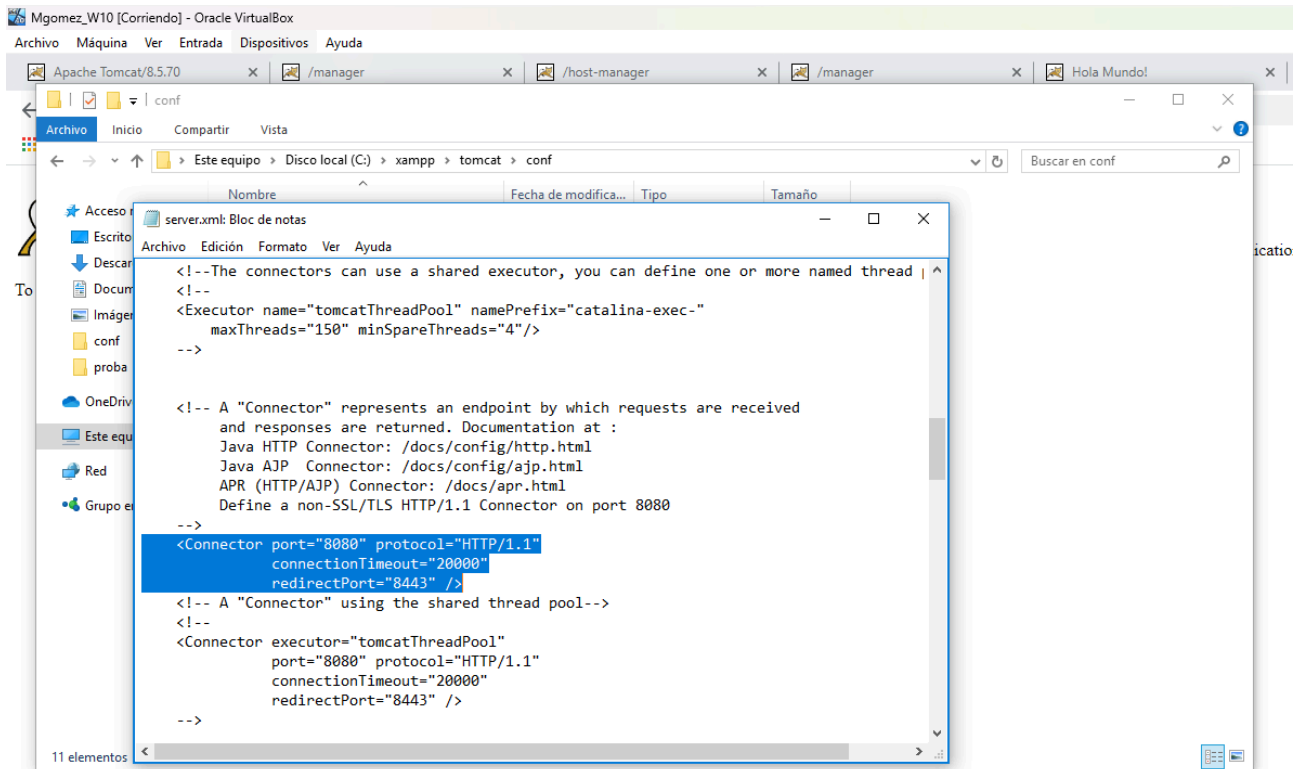 Mgomez_W10 [Corriendo] - Oracle VirtualBox
Archivo Máquina Ver Entrada Dispositivos Ayuda
Apache Tomcat/8.5.70 /manager /host-manager /manager Hola Mundo!
conf
Archivo Inicio Compartir Vista
Este equipo > Disco local (C:) > xampp > tomcat > conf Buscar en conf
Nombre Fecha de modifica... Tipo Tamaño
Acceso r
Escrito
Descar
Docum
Imáger
conf
proba
OneDriv
Este equ
Red
Grupo e
11 elementos
To
icatio
server.xml: Bloc de notas
Archivo Edición Formato Ver Ayuda
<!--The connectors can use a shared executor, you can define one or more named thread
<!--
<Executor name="tomcatThreadPool" namePrefix="catalina-exec-"
maxThreads="150" minSpareThreads="4"/>
-->
<!-- A "Connector" represents an endpoint by which requests are received
and responses are returned. Documentation at :
Java HTTP Connector: /docs/config/http.html
Java AJP Connector: /docs/config/ajp.html
APR (HTTP/AJP) Connector: /docs/apr.html
Define a non-SSL/TLS HTTP/1.1 Connector on port 8080
-->
<Connector port="8080" protocol="HTTP/1.1"
connectionTimeout="20000"
redirectPort="8443" />
<!-- A "Connector" using the shared thread pool-->
<!--
<Connector executor="tomcatThreadPool"
port="8080" protocol="HTTP/1.1"
connectionTimeout="20000"
redirectPort="8443" />
-->